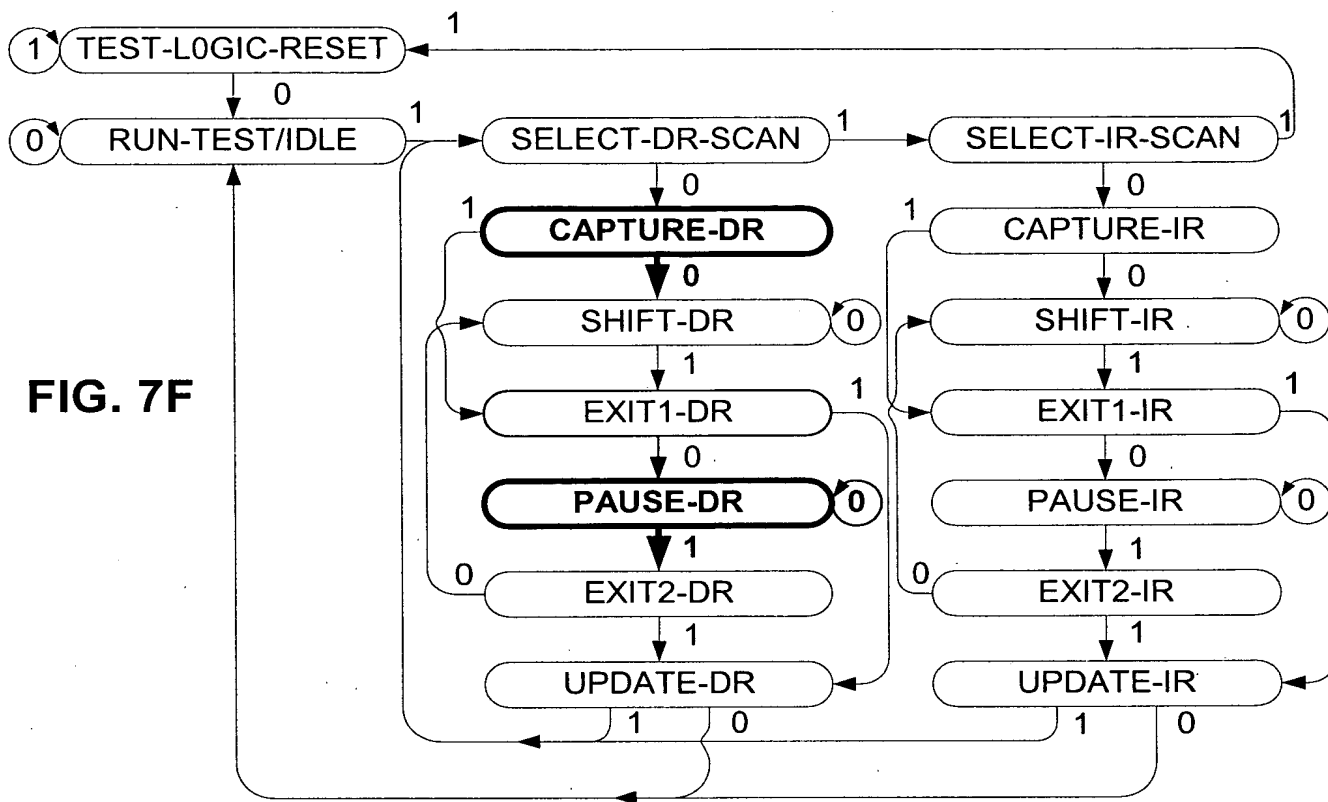 1
1 TEST-L0GIC-RESET
0
1
0 RUN-TEST/IDLE
SELECT-DR-SCAN
1
SELECT-IR-SCAN
1
0
0
1
CAPTURE-DR
1
CAPTURE-IR
0
0
SHIFT-DR
0
SHIFT-IR
0
1
1
FIG. 7F
EXIT1-DR
1
EXIT1-IR
1
0
0
PAUSE-DR
0
PAUSE-IR
0
1
1
0
EXIT2-DR
0
EXIT2-IR
1
1
UPDATE-DR
UPDATE-IR
1
0
1
0